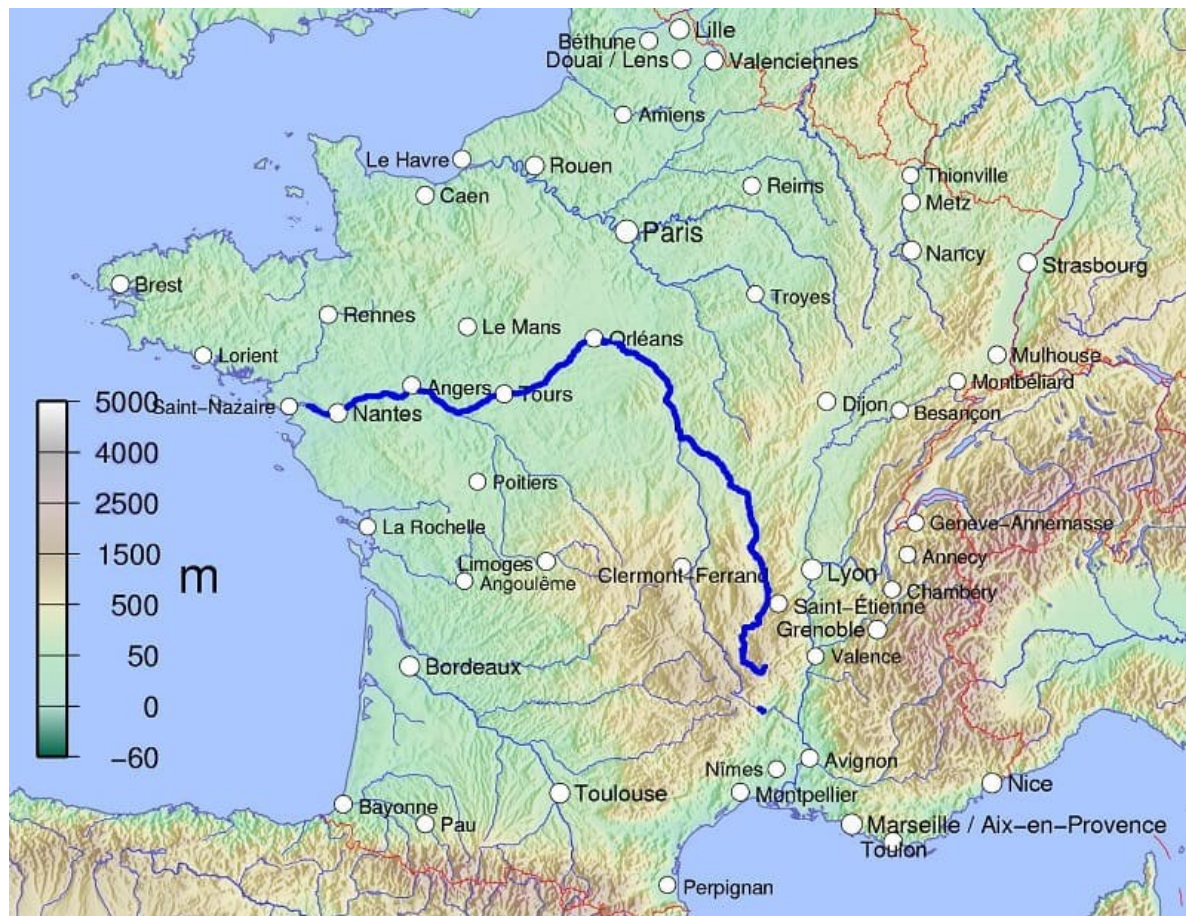 Lille
Béthune
Douai / Lens
Valenciennes
Amiens
Le Havre
Rouen
Caen
Reims
Thionville
Metz
Paris
Nancy
Strasbourg
Brest
Troyes
Rennes
Le Mans
Orléans
Lorient
Mulhouse
Montbéliard
Angers
Tours
Saint-Nazaire
Nantes
Dijon
Besançon
5000
4000
2500
1500
500
50
0
-60
m
Poitiers
La Rochelle
Genève-Annemasse
Limoges
Annecy
Angoulême
Clermont-Ferrand
Lyon
Chambéry
Saint-Étienne
Grenoble
Bordeaux
Valence
Avignon
Nîmes
Nice
Bayonne
Toulouse
Montpellier
Pau
Marseille / Aix-en-Provence
Toulon
Perpignan